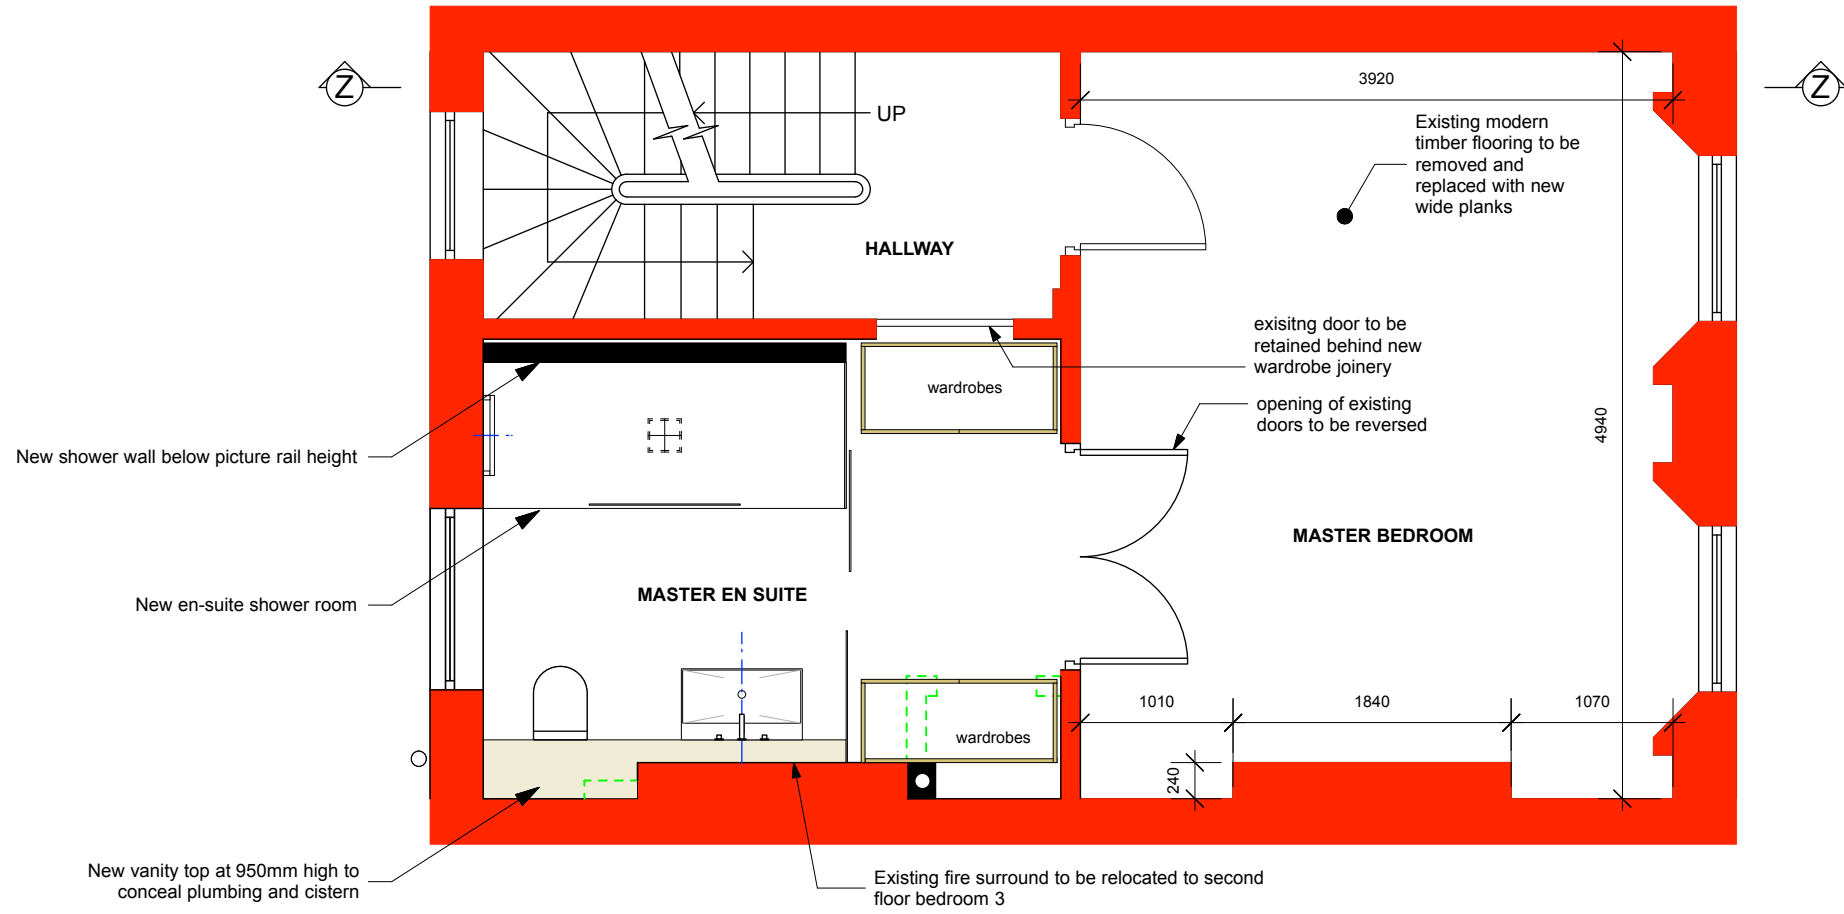 Z
Z
3920
UP
Existing modern
timber flooring to be
removed and
replaced with new
wide planks
HALLWAY
exisitng door to be
retained behind new
wardrobe joinery
wardrobes
opening of existing
doors to be reversed
4940
New shower wall below picture rail height
MASTER BEDROOM
New en-suite shower room
MASTER EN SUITE
1010
1840
1070
wardrobes
240
New vanity top at 950mm high to
conceal plumbing and cistern
Existing fire surround to be relocated to second
floor bedroom 3